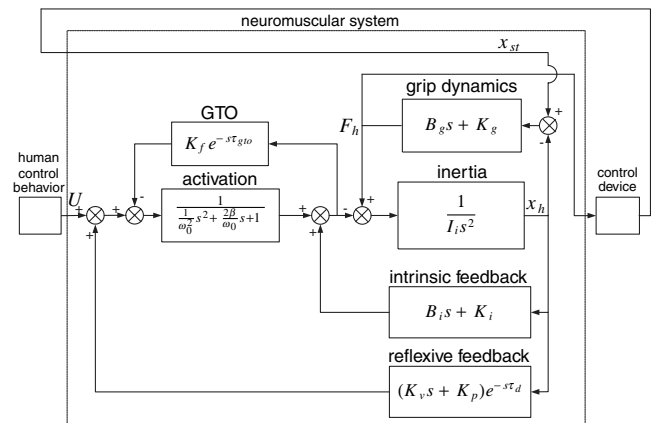 neuromuscular system
x_st
grip dynamics
GTO
F_h
B_g s + K_g
+
-
K_f e^{-sτ_gto}
human
control
behavior
activation
inertia
U
-
+
+
+
1
\frac{1}{ω_0^2}s^2 + \frac{2β}{ω_0}s+1
+
+
-
+
1
I_i s^2
x_h
control
device
intrinsic feedback
B_i s + K_i
reflexive feedback
(K_v s + K_p)e^{-sτ_d}